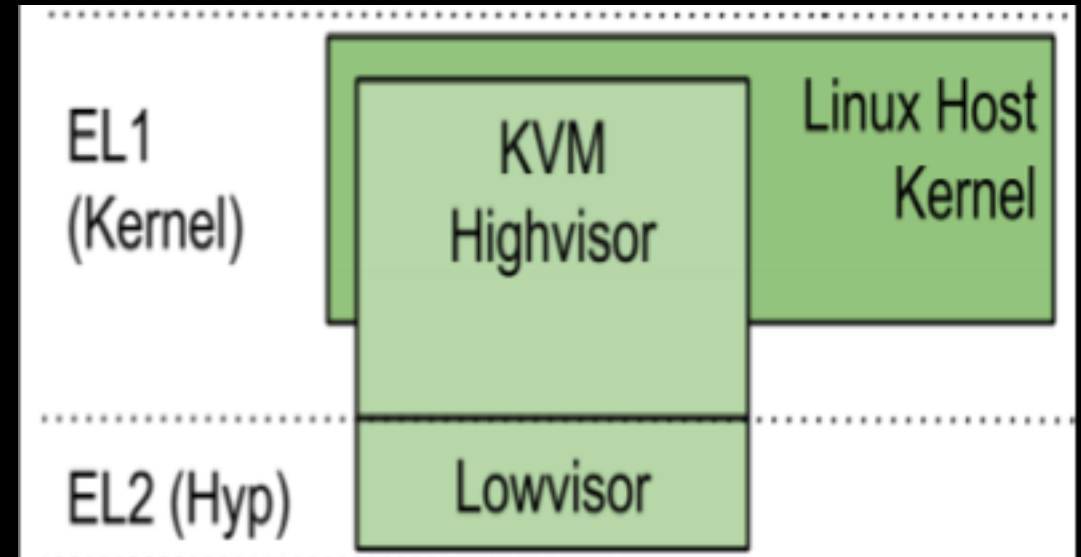 EL1
(Kernel)
KVM
Highvisor
Linux Host
Kernel
EL2 (Hyp)
Lowvisor